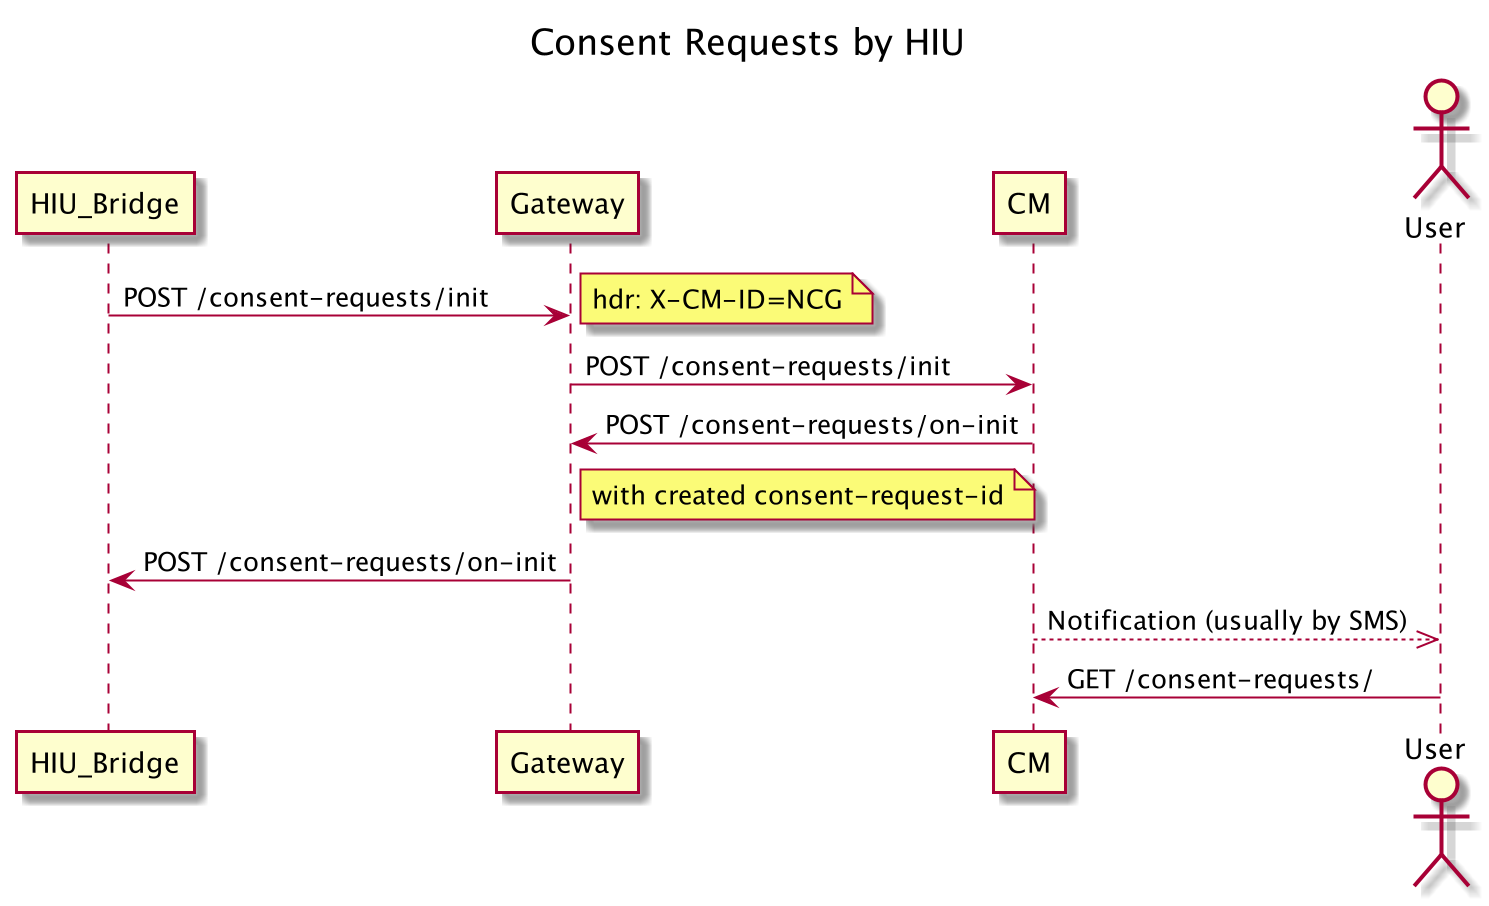 Consent Requests by HIU
User
HIU_Bridge
Gateway
CM
POST /consent-requests/init
hdr: X-CM-ID=NCG
POST /consent-requests/init
POST /consent-requests/on-init
with created consent-request-id
POST /consent-requests/on-init
Notification (usually by SMS)
GET /consent-requests/
HIU_Bridge
Gateway
CM
User